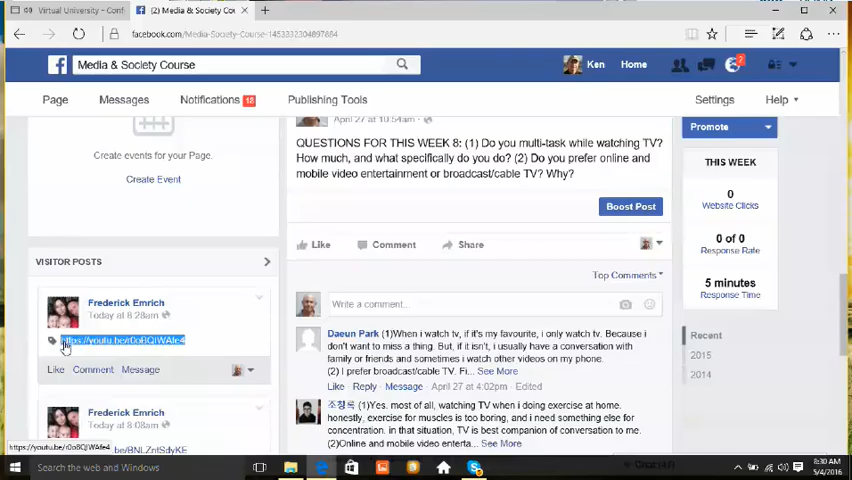 Virtual University - Conf
(2) Media & Society Cou
facebook.com/Media-Society-Course-1453332304897884
Media & Society Course
Ken Home 2
Page Messages Notifications 18 Publishing Tools Settings Help
Create events for your Page.
Create Event
April 27 at 10:54am
QUESTIONS FOR THIS WEEK 8: (1) Do you multi-task while watching TV?
How much, and what specifically do you do? (2) Do you prefer online and
mobile video entertainment or broadcast/cable TV? Why?
Boost Post
Like Comment Share
Top Comments
Write a comment...
Daeun Park (1)When i watch tv, if it's my favourite, i only watch tv. Because i
don't want to miss a thing. But, if it isn't, i usually have a conversation with
family or friends and sometimes i watch other videos on my phone.
(2) I prefer broadcast/cable TV. Fi... See More
Like · Reply · Message · April 27 at 4:02pm · Edited
조창록 (1)Yes. most of all, watching TV when i doing exercise at home.
honestly, exercise for muscles is too boring, and i need something else for
concentration. in that situation, TV is best companion of conversation to me.
(2)Online and mobile enterta... See More
VISITOR POSTS
Frederick Emrich
Today at 8:28am
https://youtu.be/r0oBQIWAfe4
Like Comment Message
Frederick Emrich
Today at 8:08am
be/BNLZntSdyKE
https://youtu.be/r0oBQIWAfe4
Promote
THIS WEEK
0
Website Clicks
0 of 0
Response Rate
5 minutes
Response Time
Recent
2015
2014
Search the web and Windows
8:30 AM
5/4/2016